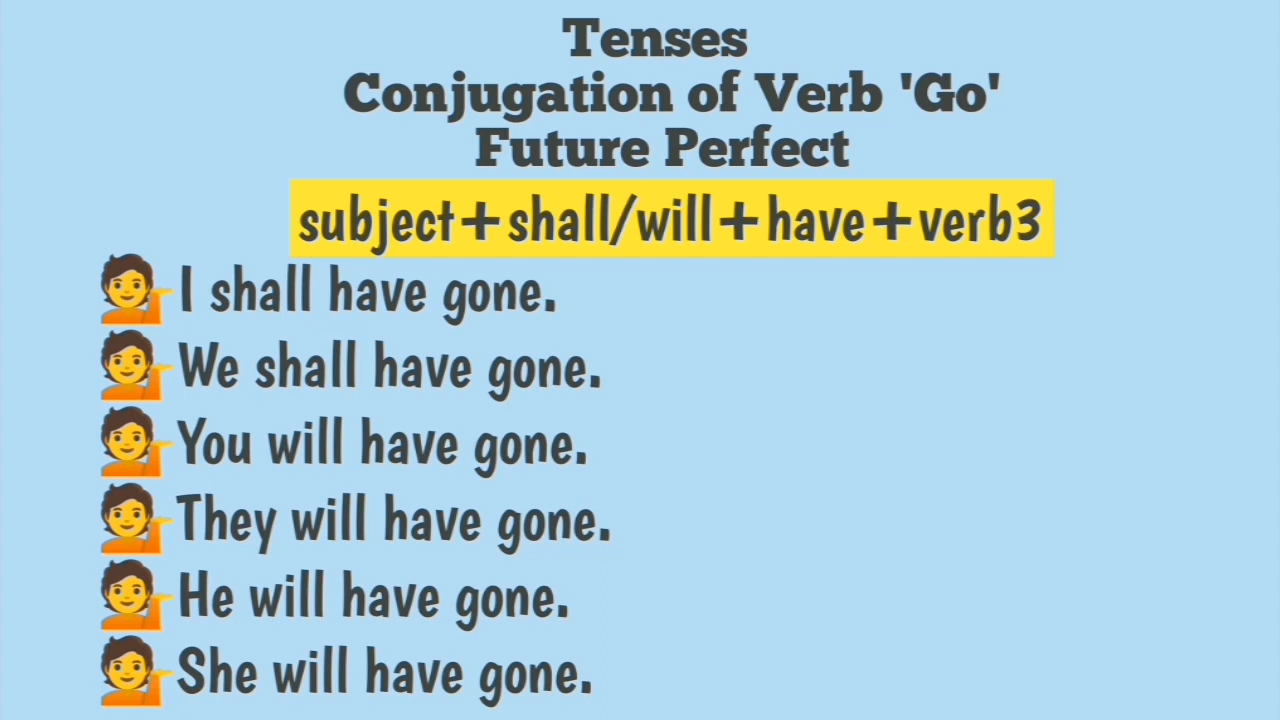 Tenses
Conjugation of Verb 'Go'
Future Perfect
subject+shall/will+have+verb3
I shall have gone.
We shall have gone.
You will have gone.
They will have gone.
He will have gone.
She will have gone.